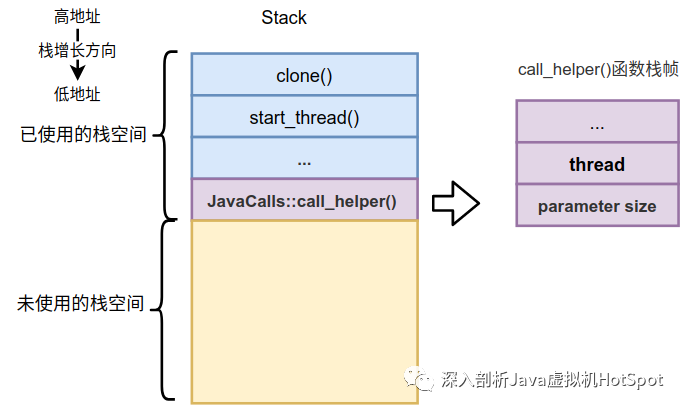 高地址
栈增长方向
低地址
Stack
已使用的栈空间
clone()
start_thread()
...
JavaCalls::call_helper()
未使用的栈空间
call_helper()函数栈帧
...
thread
parameter size
深入剖析Java虚拟机HotSpot